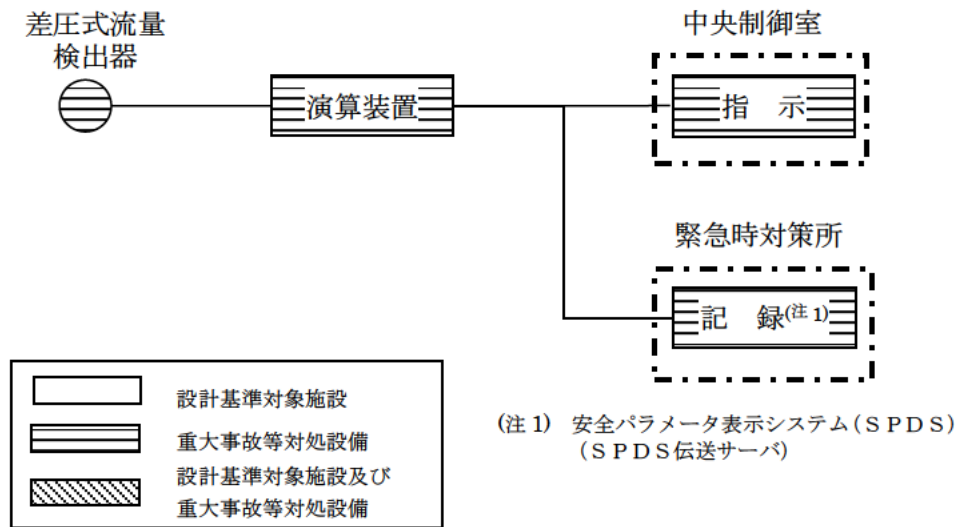 差圧式流量
検出器
演算装置
中央制御室
指　示
緊急時対策所
記　録(注 1)
設計基準対象施設
重大事故等対処設備
設計基準対象施設及び
重大事故等対処設備
(注 1)　安全パラメータ表示システム(ＳＰＤＳ)
(ＳＰＤＳ伝送サーバ)